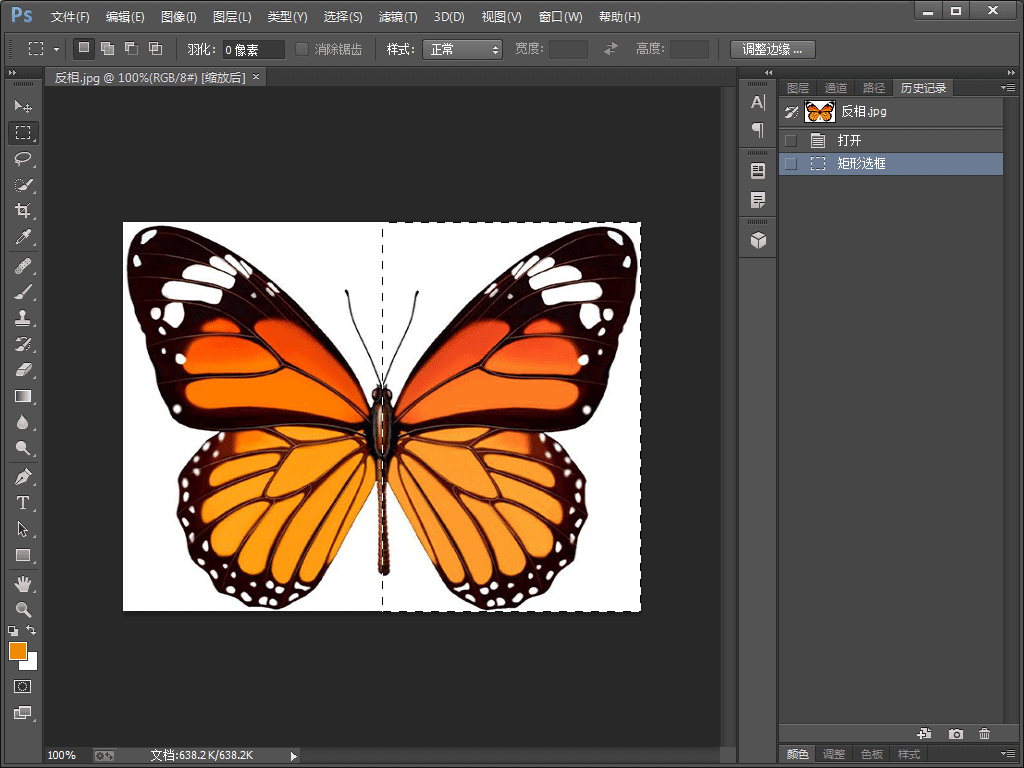 Ps 文件(F) 编辑(E) 图像(I) 图层(L) 类型(Y) 选择(S) 滤镜(T) 3D(D) 视图(V) 窗口(W) 帮助(H)
羽化: 0 像素 消除锯齿 样式: 正常 宽度: 高度: 调整边缘 ...
反相.jpg @ 100%(RGB/8#) [缩放后] ×
图层 通道 路径 历史记录
反相.jpg
打开
矩形选框
A
T
100% 文档:638.2K/638.2K
颜色 调整 色板 样式